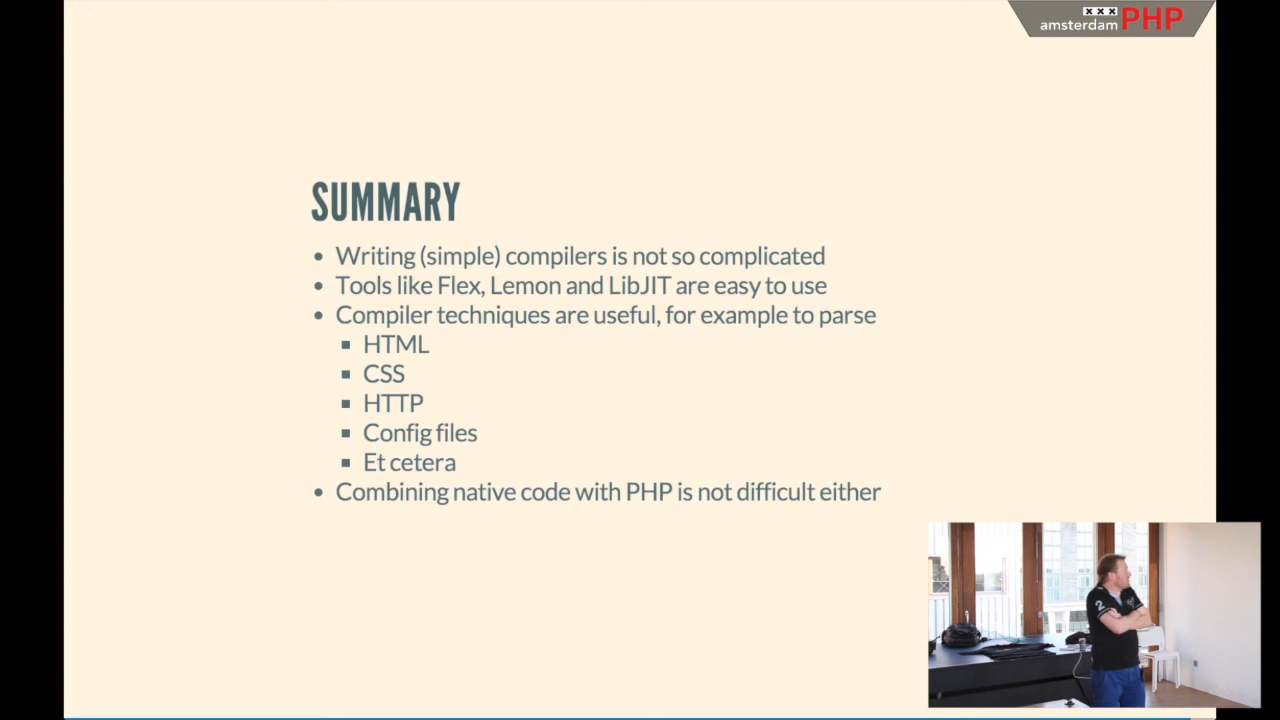 xxx
amsterdam PHP
SUMMARY
• Writing (simple) compilers is not so complicated
• Tools like Flex, Lemon and LibJIT are easy to use
• Compiler techniques are useful, for example to parse
▪ HTML
▪ CSS
▪ HTTP
▪ Config files
▪ Et cetera
• Combining native code with PHP is not difficult either
2